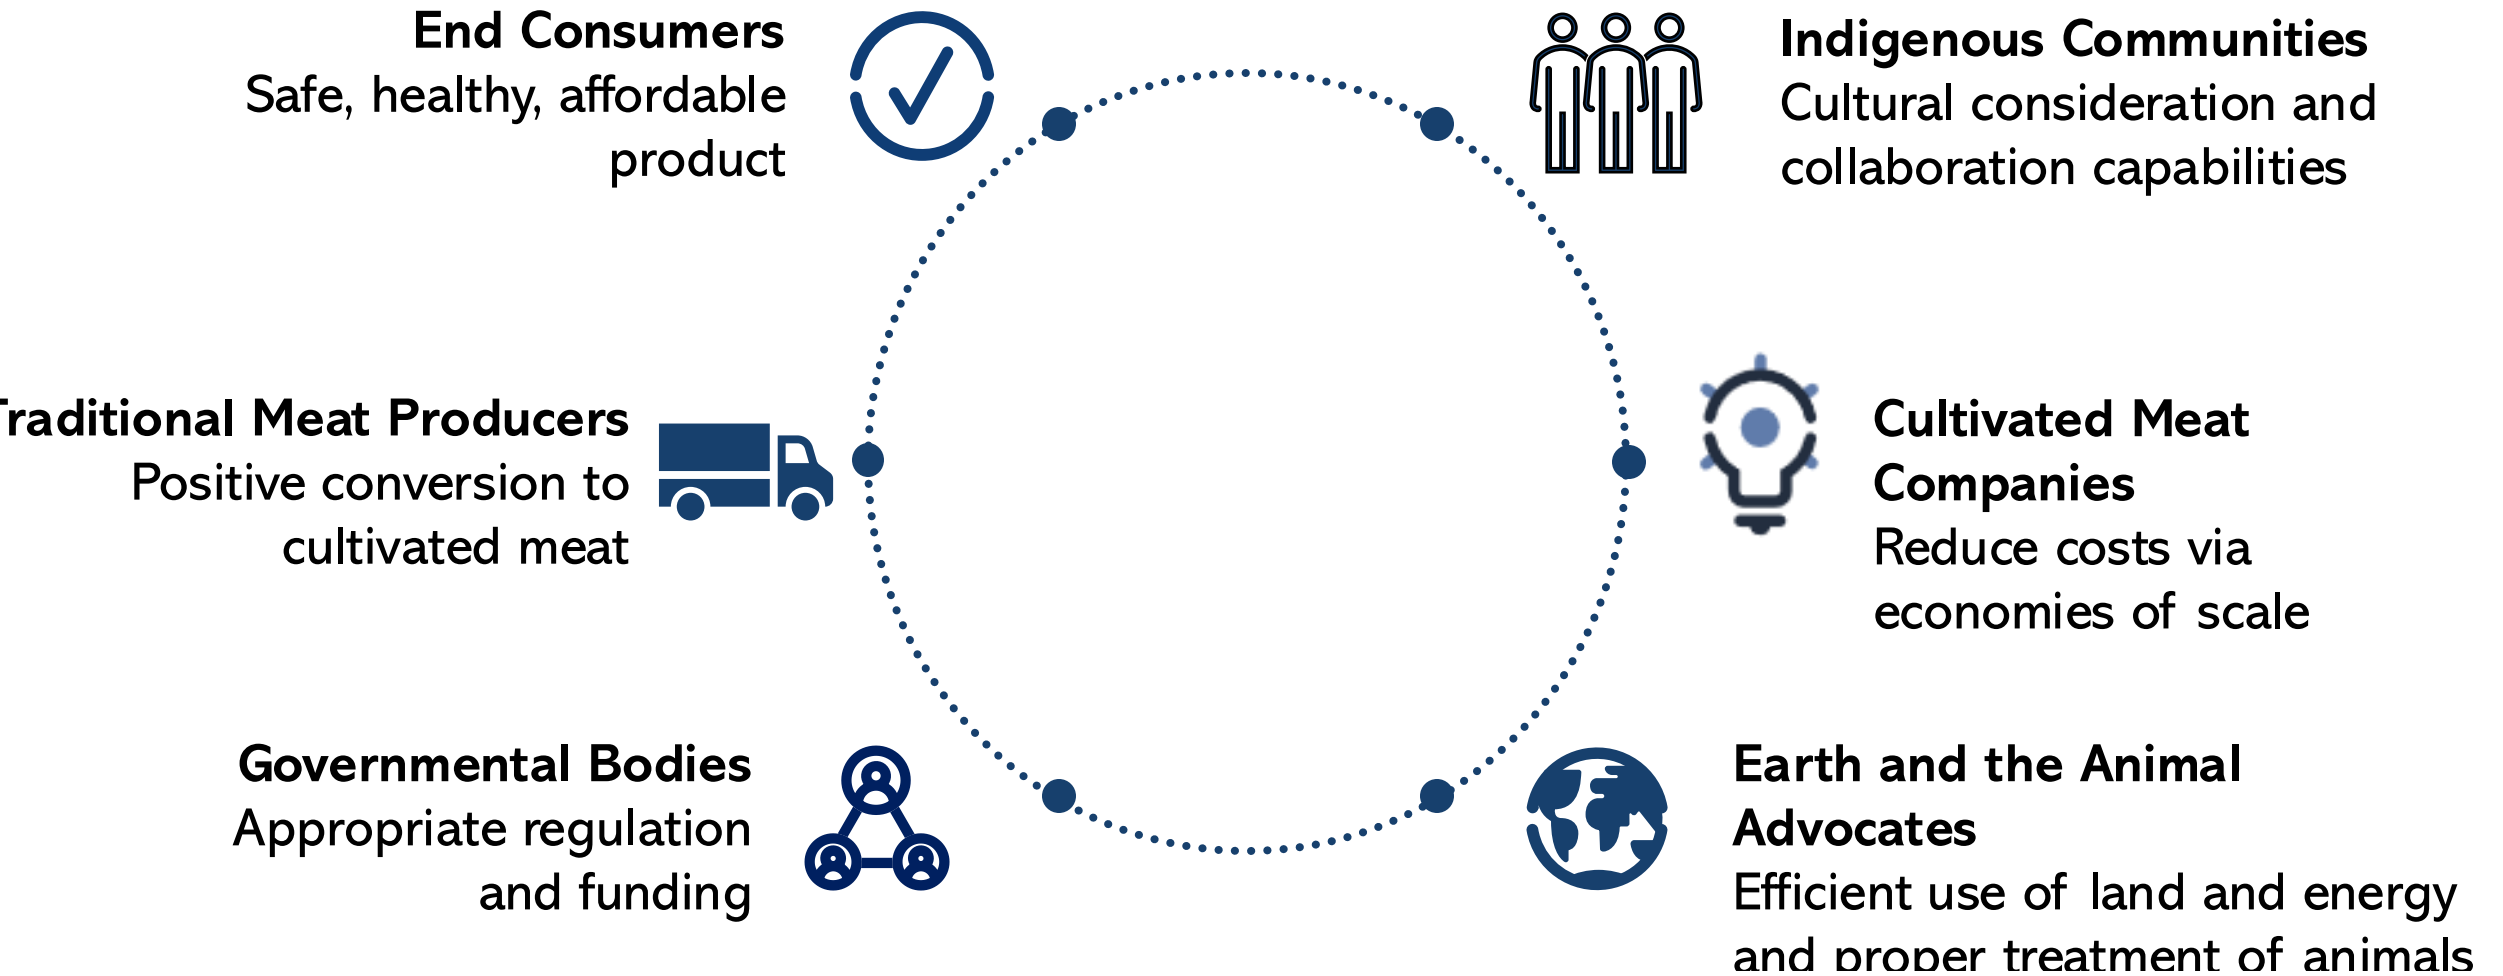 End Consumers
Safe, healthy, affordable
product
Indigenous Communities
Cultural consideration and
collaboration capabilities
Traditional Meat Producers
Positive conversion to
cultivated meat
Cultivated Meat
Companies
Reduce costs via
economies of scale
Governmental Bodies
Appropriate regulation
and funding
Earth and the Animal
Advocates
Efficient use of land and energy
and proper treatment of animals